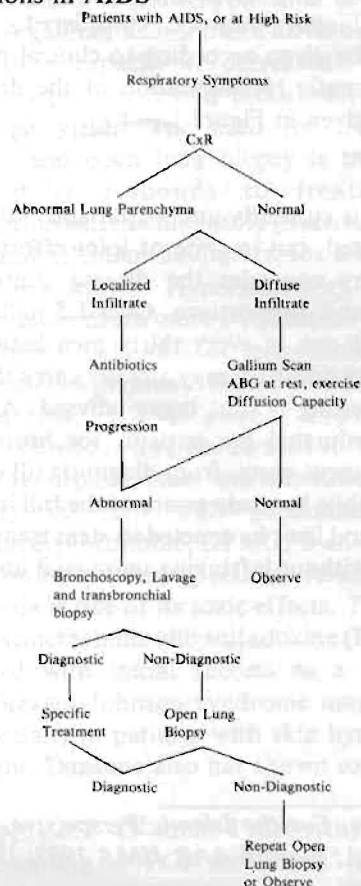 ons in AIDS
Patients with AIDS, or at High Risk
Respiratory Symptoms
CxR
Abnormal Lung Parenchyma Normal
Localized Infiltrate
Diffuse Infiltrate
Antibiotics
Gallium Scan
ABG at rest, exercise
Diffusion Capacity
Progression
Abnormal Normal
Bronchoscopy, Lavage
and transbronchial
biopsy
Observe
Diagnostic Non-Diagnostic
Specific
Treatment
Open Lung
Biopsy
Diagnostic Non-Diagnostic
Repeat Open
Lung Biopsy
or Observe